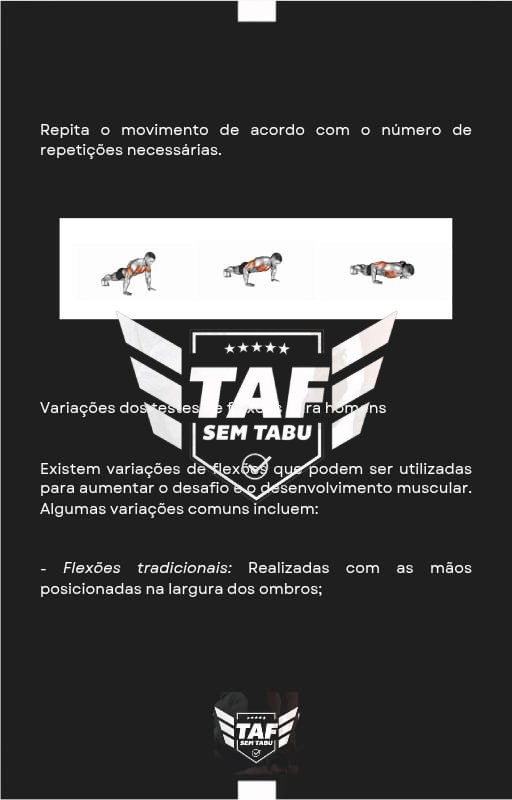 Repita o movimento de acordo com o número de
repetições necessárias.
TAF
SEM TABU
Variações dos testes de flexões para homens
Existem variações de flexões que podem ser utilizadas
para aumentar o desafio e o desenvolvimento muscular.
Algumas variações comuns incluem:
- Flexões tradicionais: Realizadas com as mãos
posicionadas na largura dos ombros;
TAF
SEM TABU